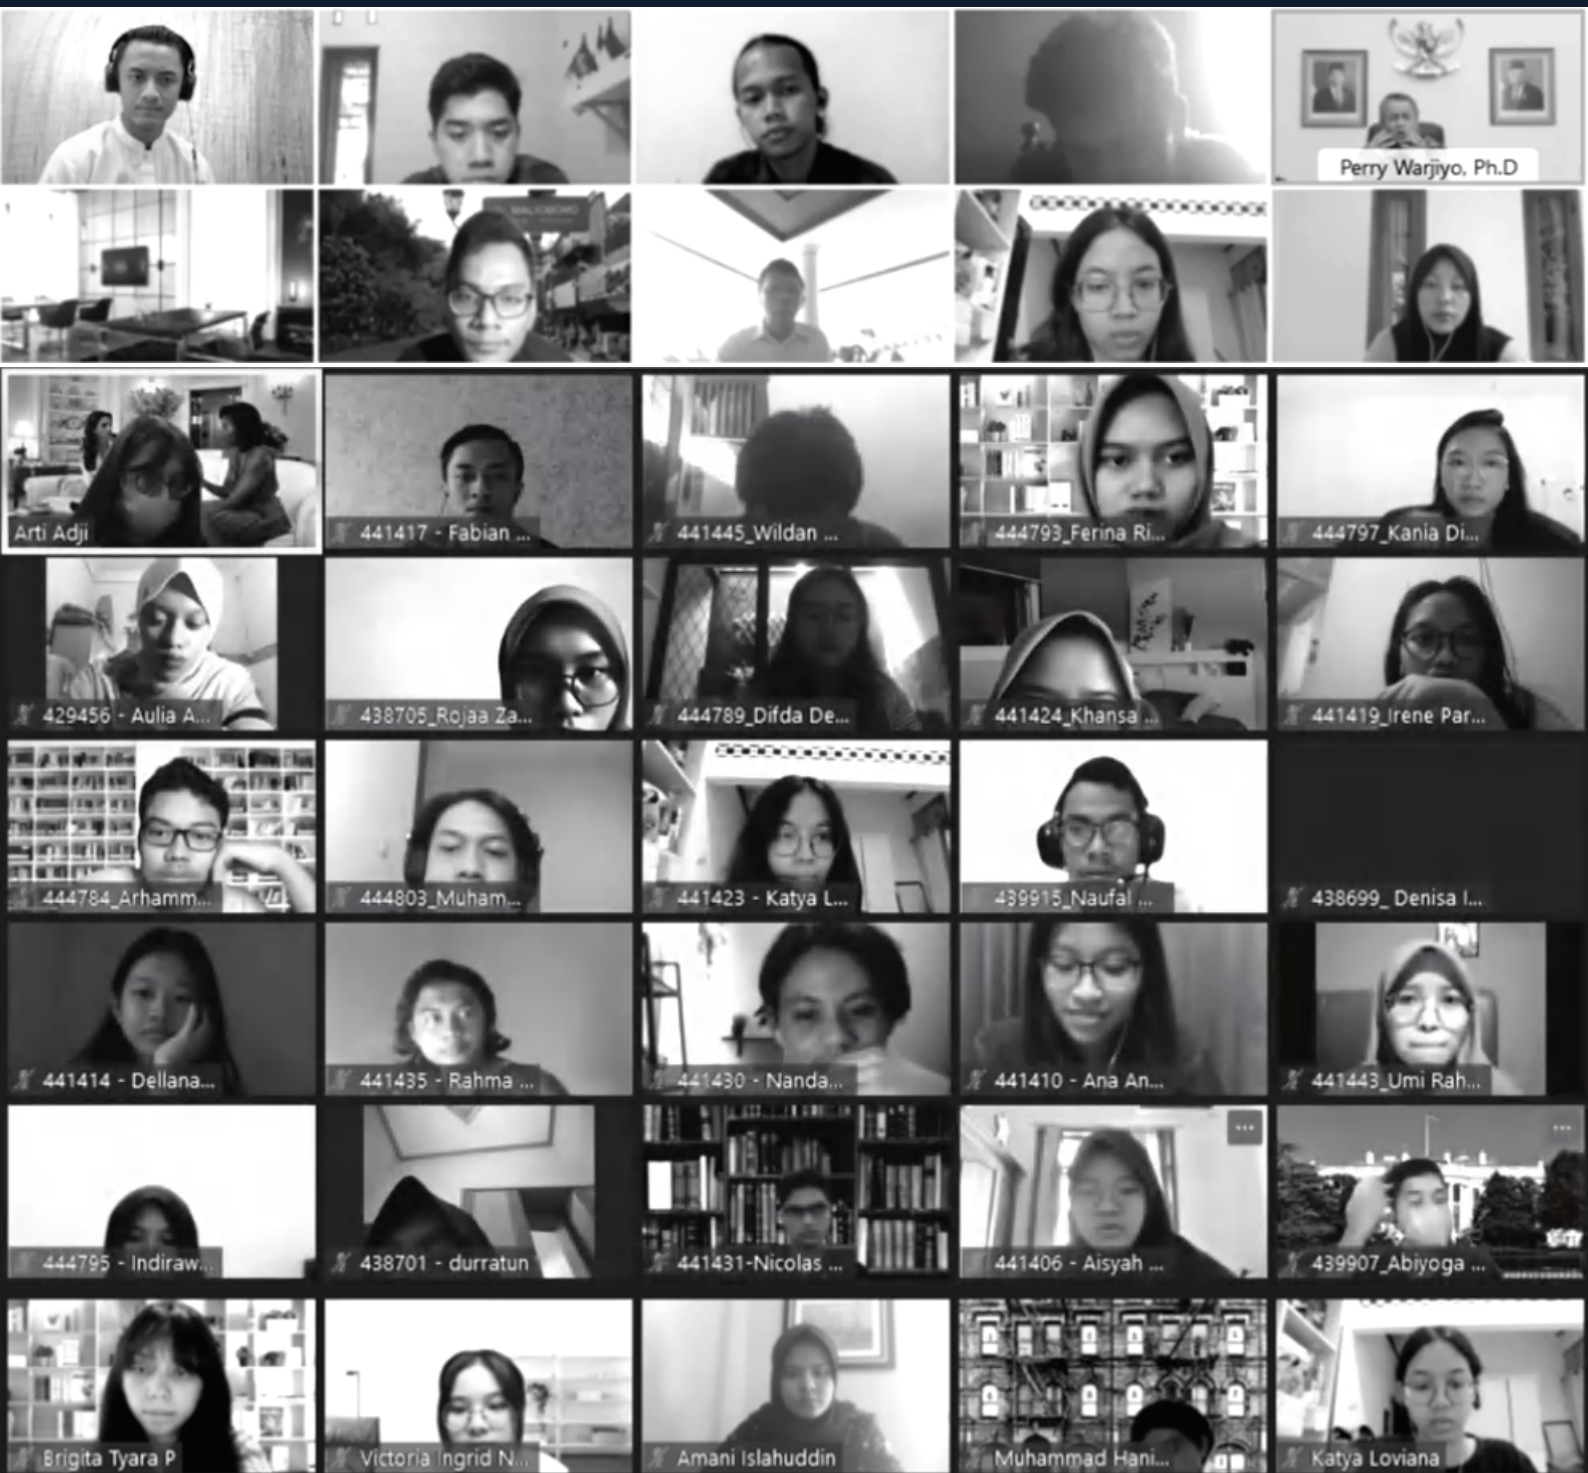 Perry Warjiyo, Ph.D
MALIOBORO
Arti Adji
441417 - Fabian ...
441445_Wildan ...
444793_Ferina Ri...
444797_Kania Di...
429456 - Aulia A...
438705_Rojaa Za...
444789_Difda De...
441424_Khansa ...
441419_Irene Par...
444784_Arhamm...
444803_Muham...
441423 - Katya L...
439915_Naufal ...
438699_ Denisa I...
441414 - Dellana...
441435 - Rahma ...
441430 - Nanda...
441410 - Ana An...
441443_Umi Rah...
444795 - Indiraw...
438701 - durratun
441431-Nicolas ...
441406 - Aisyah ...
439907_Abiyoga ...
Brigita Tyara P
Victoria Ingrid N...
Amani Islahuddin
Muhammad Hani...
Katya Loviana